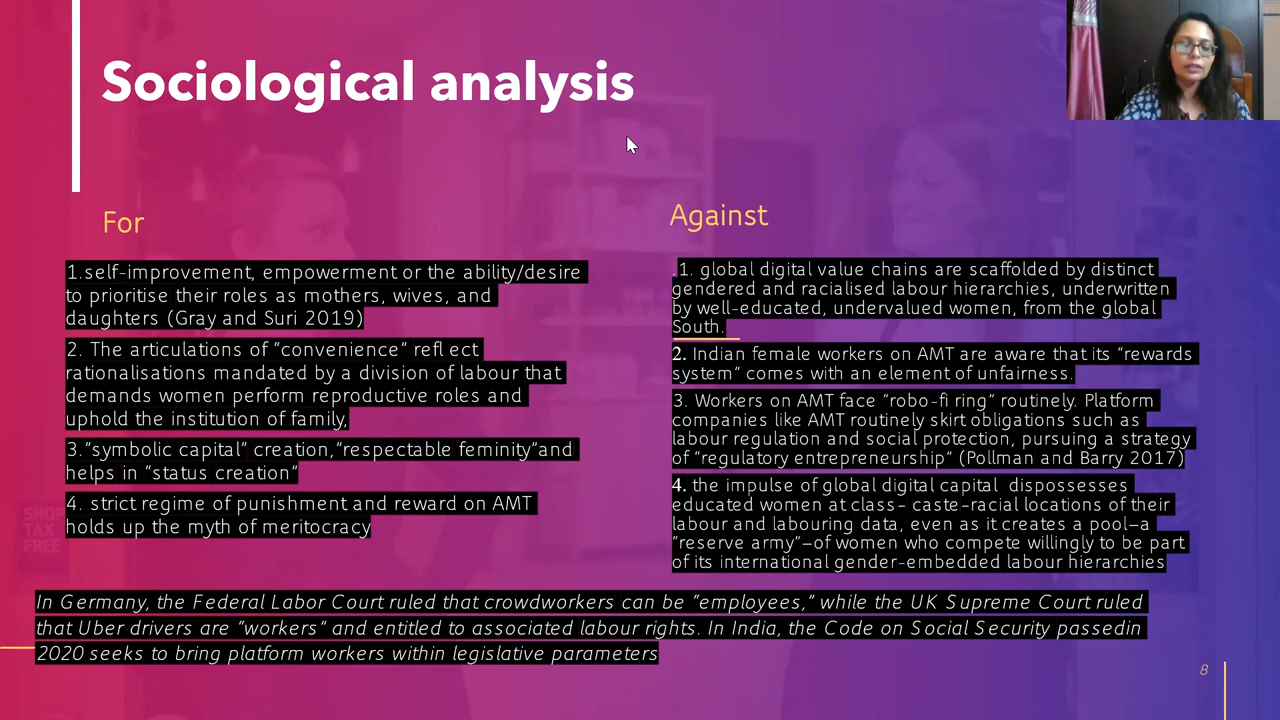 Sociological analysis
For
1.self-improvement, empowerment or the ability/desire
to prioritise their roles as mothers, wives, and
daughters (Gray and Suri 2019)
2. The articulations of “convenience” refl ect
rationalisations mandated by a division of labour that
demands women perform reproductive roles and
uphold the institution of family,
3.“symbolic capital“ creation,”respectable feminity”and
helps in “status creation”
4. strict regime of punishment and reward on AMT
holds up the myth of meritocracy
Against
.1. global digital value chains are scaffolded by distinct
gendered and racialised labour hierarchies, underwritten
by well-educated, undervalued women, from the global
South.
2. Indian female workers on AMT are aware that its “rewards
system” comes with an element of unfairness.
3. Workers on AMT face “robo-fi ring” routinely. Platform
companies like AMT routinely skirt obligations such as
labour regulation and social protection, pursuing a strategy
of “regulatory entrepreneurship” (Pollman and Barry 2017)
4. the impulse of global digital capital dispossesses
educated women at class- caste-racial locations of their
labour and labouring data, even as it creates a pool—a
“reserve army”—of women who compete willingly to be part
of its international gender-embedded labour hierarchies
SHOP
TAX
FREE
In Germany, the Federal Labor Court ruled that crowdworkers can be “employees,” while the UK Supreme Court ruled
that Uber drivers are “workers” and entitled to associated labour rights. In India, the Code on Social Security passedin
2020 seeks to bring platform workers within legislative parameters
8